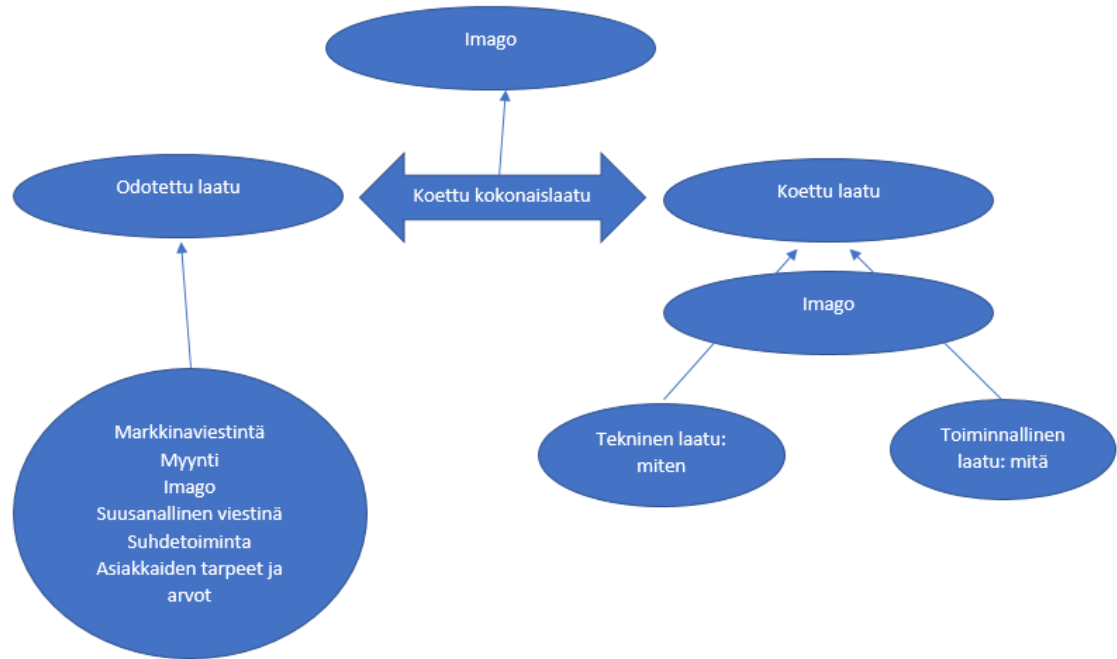 Imago
Odotettu laatu
Koettu kokonaislaatu
Koettu laatu
Imago
Markkinaviestintä
Myynti
Imago
Suusanallinen viestinä
Suhdetoiminta
Asiakkaiden tarpeet ja
arvot
Tekninen laatu:
miten
Toiminnallinen
laatu: mitä